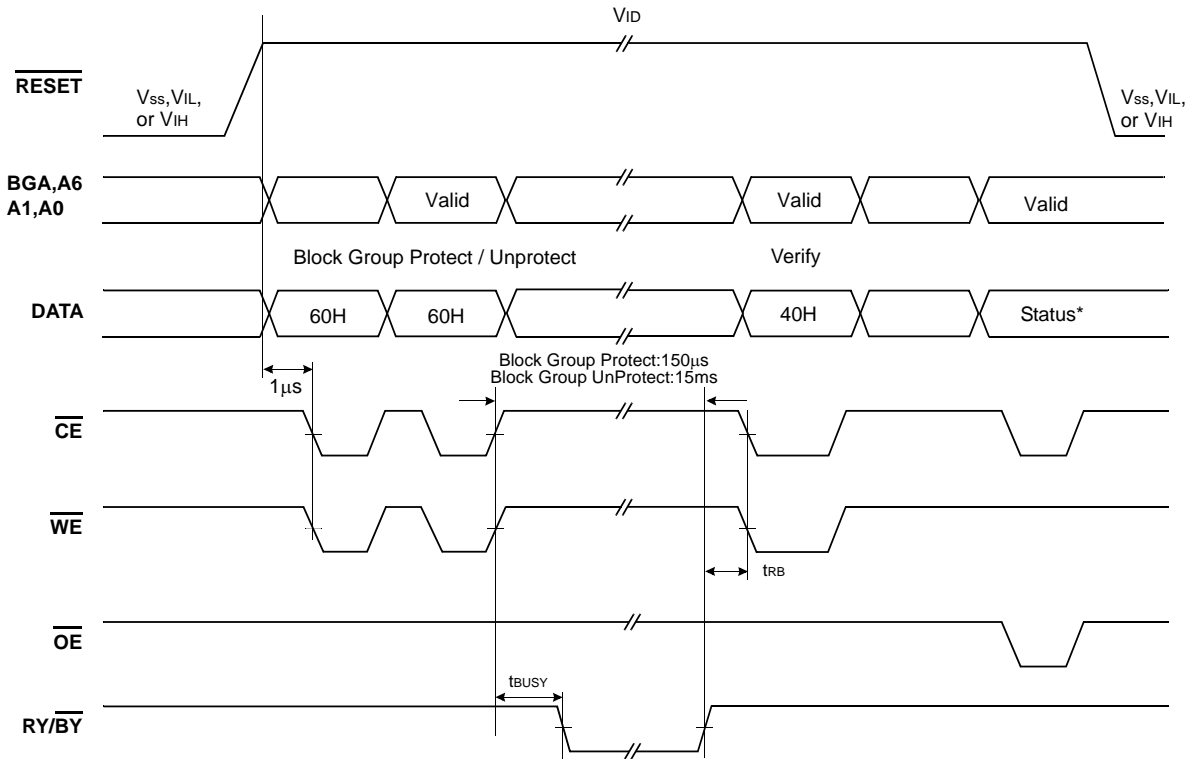 VID
RESET
Vss,VIL,
or VIH
Vss,VIL,
or VIH
BGA,A6
A1,A0
Valid
Valid
Valid
Block Group Protect / Unprotect
Verify
DATA
60H
60H
40H
Status*
1μs
Block Group Protect:150μs
Block Group UnProtect:15ms
CE
WE
tRB
OE
tBUSY
RY/BY